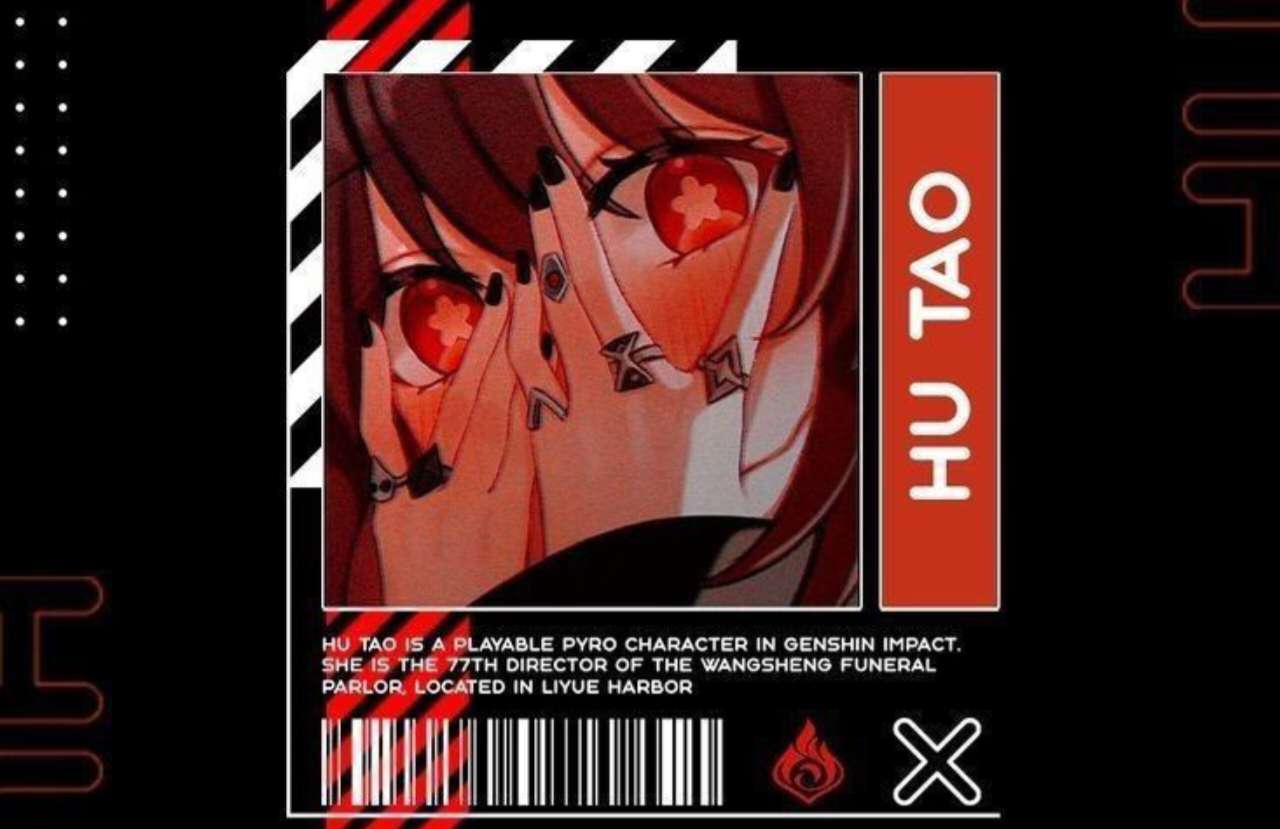 HU TAO
HU TAO IS A PLAYABLE PYRO CHARACTER IN GENSHIN IMPACT.
SHE IS THE 77TH DIRECTOR OF THE WANGSHENG FUNERAL
PARLOR, LOCATED IN LIYUE HARBOR